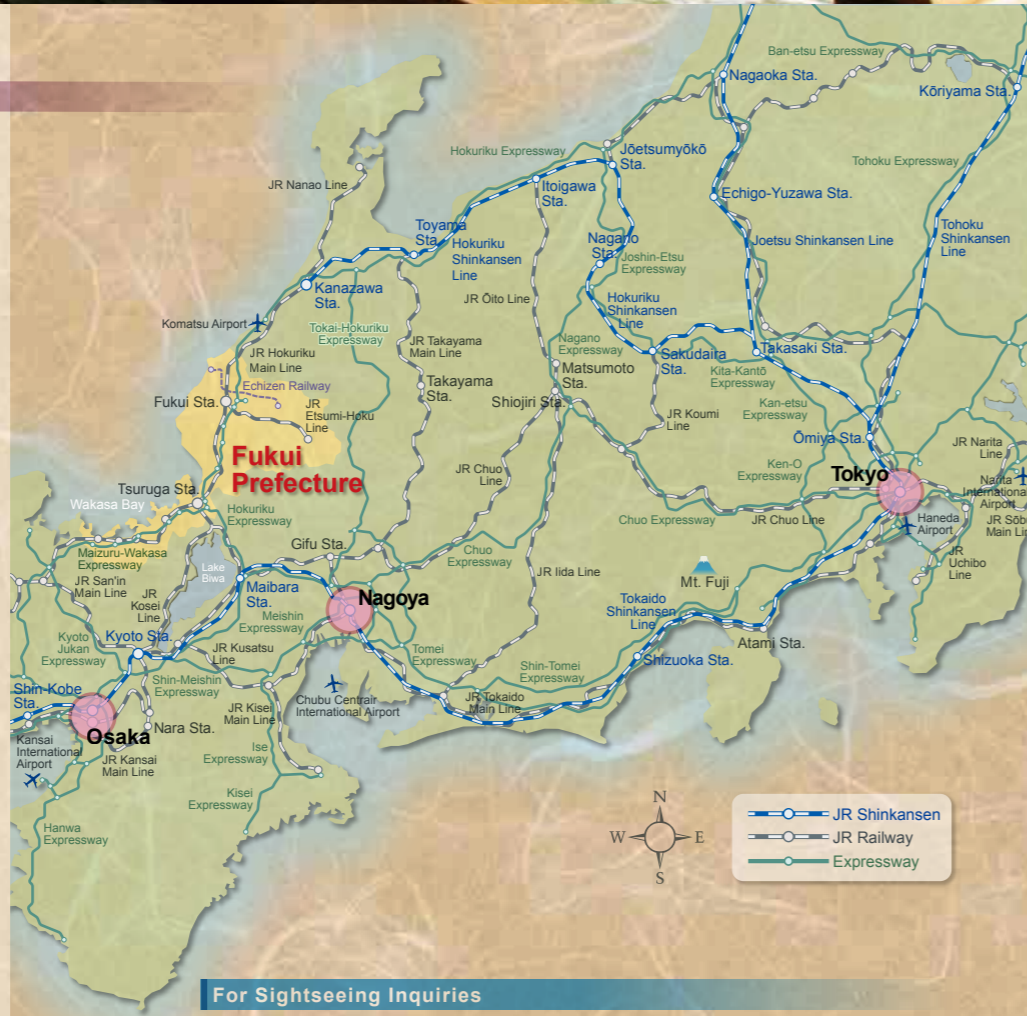 Ban-etsu Expressway
Nagaoka Sta.
Kōriyama Sta.
Hokuriku Expressway
Jōetsumyōkō
Sta.
Tohoku Expressway
JR Nanao Line
Itoigawa
Sta.
Echigo-Yuzawa Sta.
Toyama
Sta.
Hokuriku
Shinkansen
Line
Nagano
Sta.
Joshin-Etsu
Expressway
Joetsu Shinkansen Line
Tohoku
Shinkansen
Line
Kanazawa
Sta.
JR Ōito Line
Hokuriku
Shinkansen
Line
Komatsu Airport
Tokai-Hokuriku
Expressway
JR Takayama
Main Line
Nagano
Expressway
JR Hokuriku
Main Line
Matsumoto
Sta.
Sakudaira
Sta.
Takasaki Sta.
Kita-Kantō
Expressway
Echizen Railway
Takayama
Sta.
Kan-etsu
Expressway
Fukui Sta.
JR
Etsumi-Hoku
Line
Shiojiri Sta.
JR Koumi
Line
Ōmiya Sta.
Fukui
Prefecture
JR Chuo
Line
Ken-O
Expressway
Tokyo
JR Narita
Line
Narita
International
Airport
Tsuruga Sta.
Wakasa Bay
Hokuriku
Expressway
Chuo Expressway
JR Chuo Line
Haneda
Airport
JR Sōbu
Main Line
Maizuru-Wakasa
Expressway
Gifu Sta.
Chuo
Expressway
JR
Uchibo
Line
JR San'in
Main Line
JR
Kosei
Line
Lake
Biwa
Maibara
Sta.
Nagoya
JR Iida Line
Mt. Fuji
Tokaido
Shinkansen
Line
Kyoto
Jukan
Expressway
Kyoto Sta.
Meishin
Expressway
JR Kusatsu
Line
Tomei
Expressway
Atami Sta.
Shin-Meishin
Expressway
Shin-Tomei
Expressway
Shizuoka Sta.
Shin-Kobe
Sta.
Chubu Centrair
International Airport
JR Tokaido
Main Line
JR Kisei
Main Line
Osaka
Nara Sta.
Kansai
International
Airport
JR Kansai
Main Line
Ise
Expressway
Kisei
Expressway
Hanwa
Expressway
N
W
E
S
JR Shinkansen
JR Railway
Expressway
For Sightseeing Inquiries